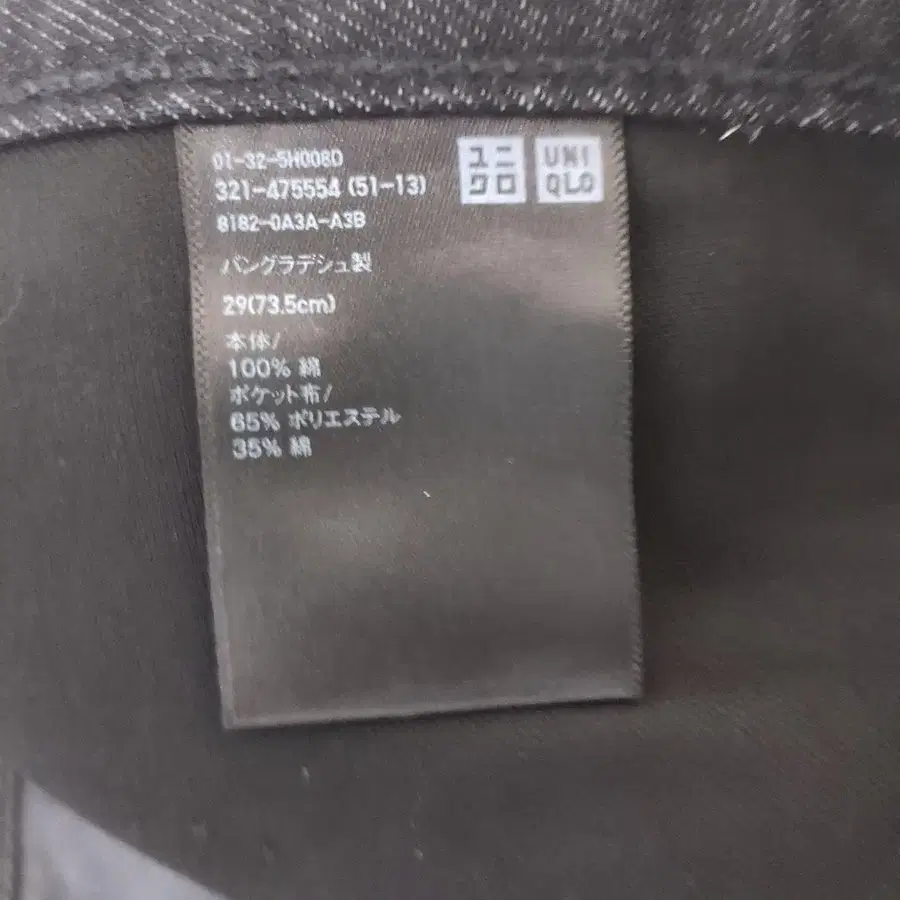 01-32-5H008D
321-475554 (51-13)
8182-0A3A-A3B
ユニ
クロ
UNI
QLO
バングラデシュ製
29(73.5cm)
本体/
100% 綿
ポケット布/
65% ポリエステル
35% 綿